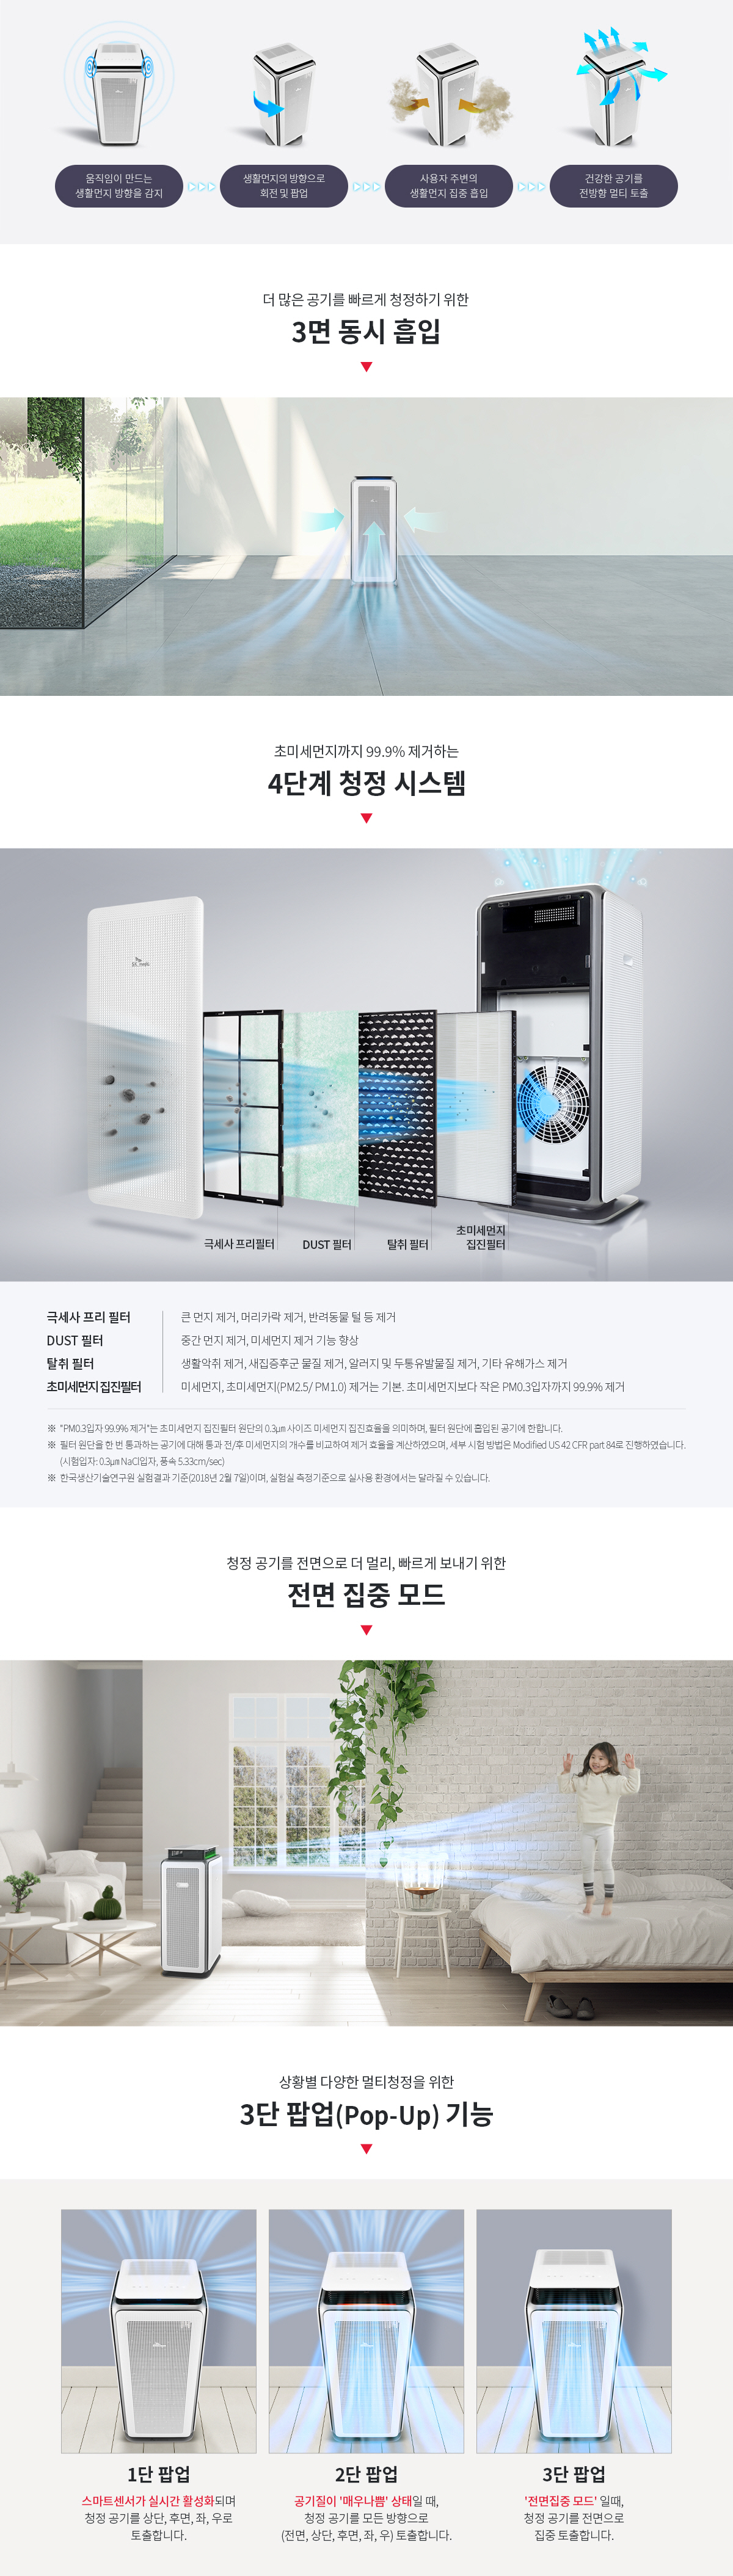 움직임이 만드는
생활먼지 방향을 감지
생활먼지의 방향으로
회전 및 팝업
사용자 주변의
생활먼지 집중 흡입
건강한 공기를
전방향 멀티 토출
더 많은 공기를 빠르게 청정하기 위한
3면 동시 흡입
초미세먼지까지 99.9% 제거하는
4단계 청정 시스템
SK magic
극세사 프리필터
DUST 필터
탈취 필터
초미세먼지
집진필터
극세사 프리 필터
큰 먼지 제거, 머리카락 제거, 반려동물 털 등 제거
DUST 필터
중간 먼지 제거, 미세먼지 제거 기능 향상
탈취 필터
생활악취 제거, 새집증후군 물질 제거, 알러지 및 두통유발물질 제거, 기타 유해가스 제거
초미세먼지 집진필터
미세먼지, 초미세먼지(PM2.5/ PM1.0) 제거는 기본. 초미세먼지보다 작은 PM0.3입자까지 99.9% 제거
※ "PM0.3입자 99.9% 제거"는 초미세먼지 집진필터 원단의 0.3㎛ 사이즈 미세먼지 집진효율을 의미하며, 필터 원단에 흡입된 공기에 한합니다.
※ 필터 원단을 한 번 통과하는 공기에 대해 통과 전/후 미세먼지의 개수를 비교하여 제거 효율을 계산하였으며, 세부 시험 방법은 Modified US 42 CFR part 84로 진행하였습니다.
(시험입자: 0.3㎛ NaCl입자, 풍속 5.33cm/sec)
※ 한국생산기술연구원 실험결과 기준(2018년 2월 7일)이며, 실험실 측정기준으로 실사용 환경에서는 달라질 수 있습니다.
청정 공기를 전면으로 더 멀리, 빠르게 보내기 위한
전면 집중 모드
상황별 다양한 멀티청정을 위한
3단 팝업(Pop-Up) 기능
1단 팝업
스마트센서가 실시간 활성화되며
청정 공기를 상단, 후면, 좌, 우로
토출합니다.
2단 팝업
공기질이 '매우나쁨' 상태일 때,
청정 공기를 모든 방향으로
(전면, 상단, 후면, 좌, 우) 토출합니다.
3단 팝업
'전면집중 모드' 일때,
청정 공기를 전면으로
집중 토출합니다.